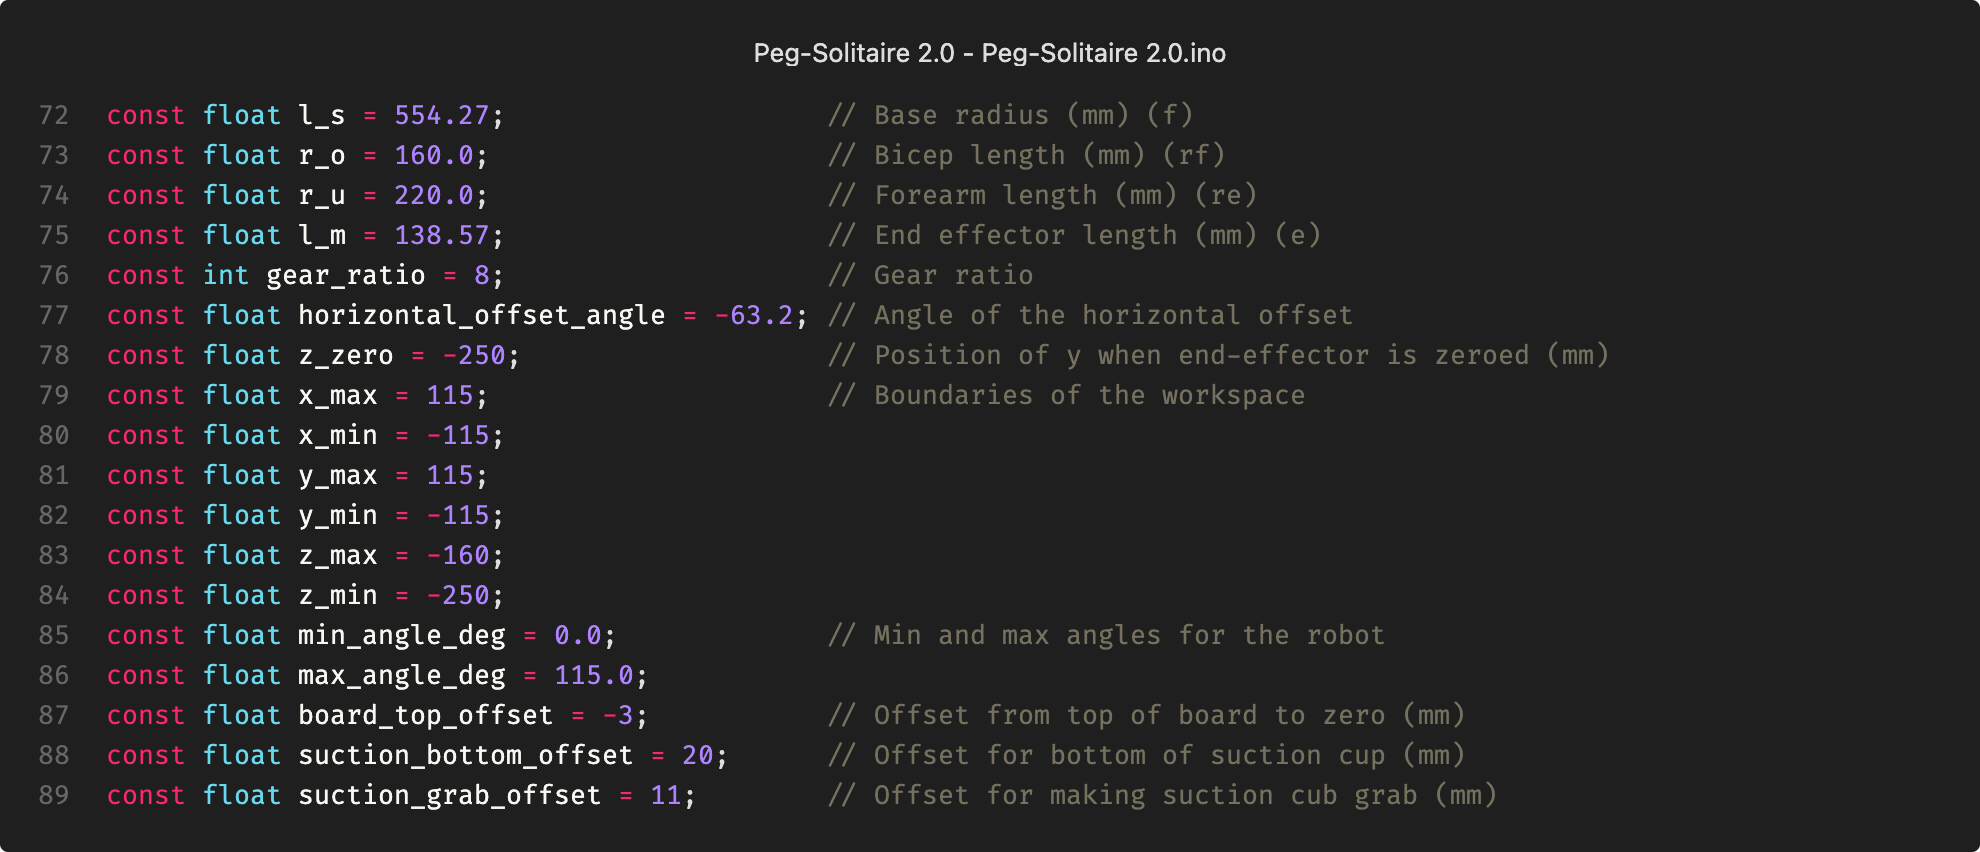 Peg-Solitaire 2.0 - Peg-Solitaire 2.0.ino
72 const float l_s = 554.27; // Base radius (mm) (f)
73 const float r_o = 160.0; // Bicep length (mm) (rf)
74 const float r_u = 220.0; // Forearm length (mm) (re)
75 const float l_m = 138.57; // End effector length (mm) (e)
76 const int gear_ratio = 8; // Gear ratio
77 const float horizontal_offset_angle = -63.2; // Angle of the horizontal offset
78 const float z_zero = -250; // Position of y when end-effector is zeroed (mm)
79 const float x_max = 115; // Boundaries of the workspace
80 const float x_min = -115;
81 const float y_max = 115;
82 const float y_min = -115;
83 const float z_max = -160;
84 const float z_min = -250;
85 const float min_angle_deg = 0.0; // Min and max angles for the robot
86 const float max_angle_deg = 115.0;
87 const float board_top_offset = -3; // Offset from top of board to zero (mm)
88 const float suction_bottom_offset = 20; // Offset for bottom of suction cup (mm)
89 const float suction_grab_offset = 11; // Offset for making suction cub grab (mm)